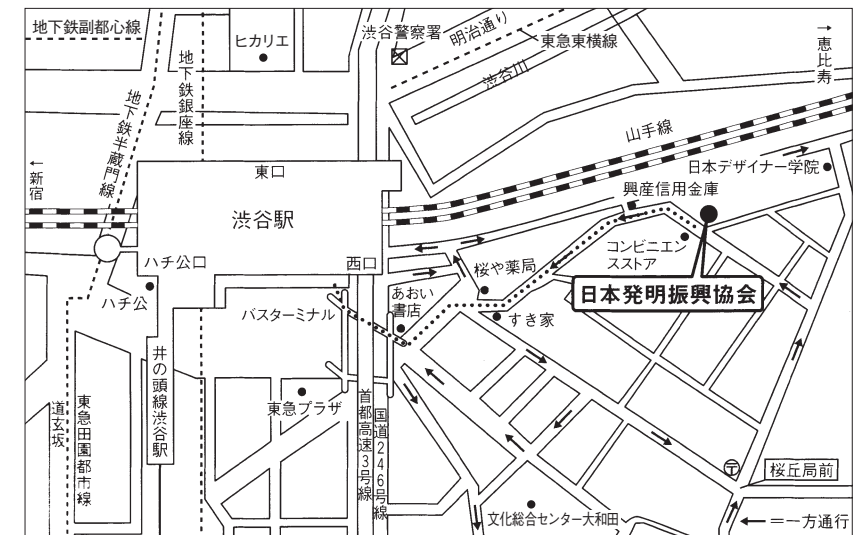 地下鉄副都心線
ヒカリエ
渋谷警察署
明治通り
東急東横線
渋谷川
→
恵比寿
地下鉄銀座線
地下鉄半蔵門線
山手線
日本デザイナー学院
←
新宿
東口
渋谷駅
興産信用金庫
ハチ公口
西口
桜や薬局
コンビニエン
スストア
日本発明振興協会
ハチ公
バスターミナル
あおい
書店
すき家
井の頭線渋谷駅
東急プラザ
道玄坂
東急田園都市線
首都高速3号線
国道246号線
〒
桜丘局前
文化総合センター大和田
←=一方通行